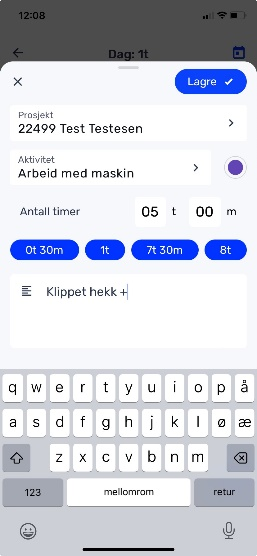 12:08
Dag: 1t
Lagre
Prosjekt
22499 Test Testesen
Aktivitet
Arbeid med maskin
Antall timer 05 t 00 m
0t 30m 1t 7t 30m 8t
Klippet hekk +
q w e r t y u i o p å
a s d f g h j k l ø æ
z x c v b n m
123 mellomrom retur